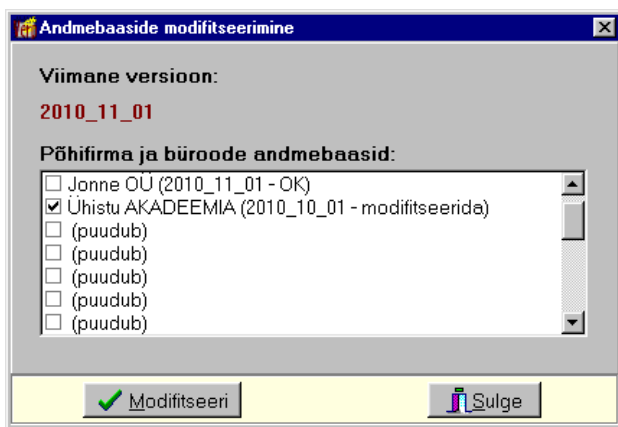 Andmebaaside modifitseerimine
Viimane versioon:
2010_11_01
Põhifirma ja büroode andmebaasid:
Jonne OÜ (2010_11_01 - OK)
Ühistu AKADEEMIA (2010_10_01 - modifitseerida)
(puudub)
(puudub)
(puudub)
(puudub)
(puudub)
Modifitseeri
Sulge